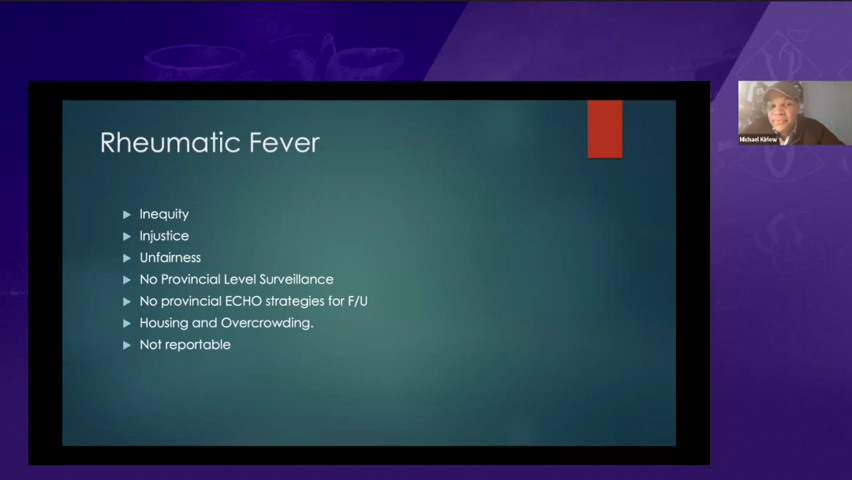 Rheumatic Fever
Inequity
Injustice
Unfairness
No Provincial Level Surveillance
No provincial ECHO strategies for F/U
Housing and Overcrowding.
Not reportable
Michael Kirlew